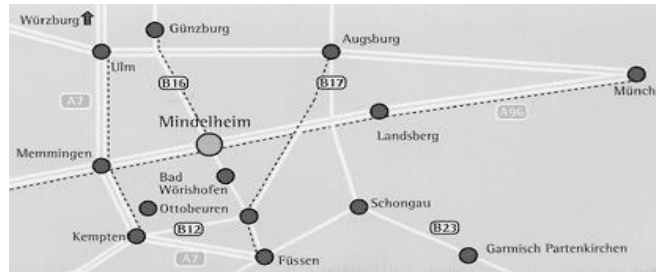 Würzburg
Günzburg
Augsburg
Ulm
B16
B17
Münch
A7
Mindelheim
A96
Landsberg
Memmingen
Bad
Wörishofen
Ottobeuren
Schongau
B12
B23
Kempten
Garmisch Partenkirchen
A7
Füssen